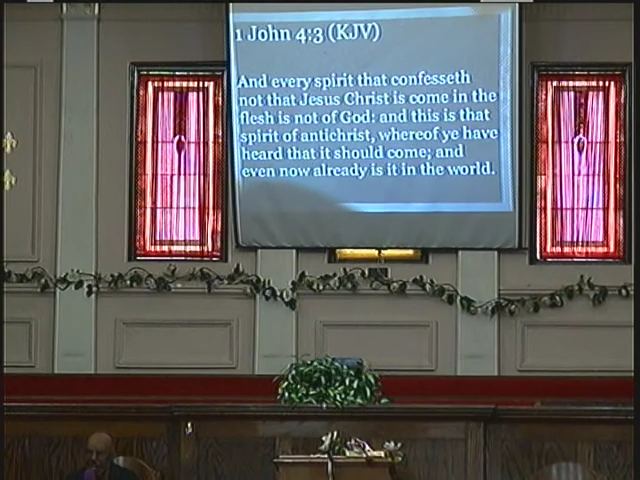 1 John 4:3 (KJV)
And every spirit that confesseth
not that Jesus Christ is come in the
flesh is not of God: and this is that
spirit of antichrist, whereof ye have
heard that it should come; and
even now already is it in the world.